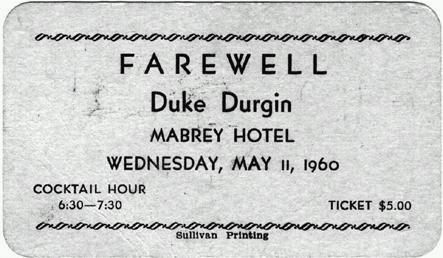 FAREWELL
Duke Durgin
MABREY HOTEL
WEDNESDAY, MAY 11, 1960
COCKTAIL HOUR
6:30—7:30
TICKET $5.00
Sullivan Printing